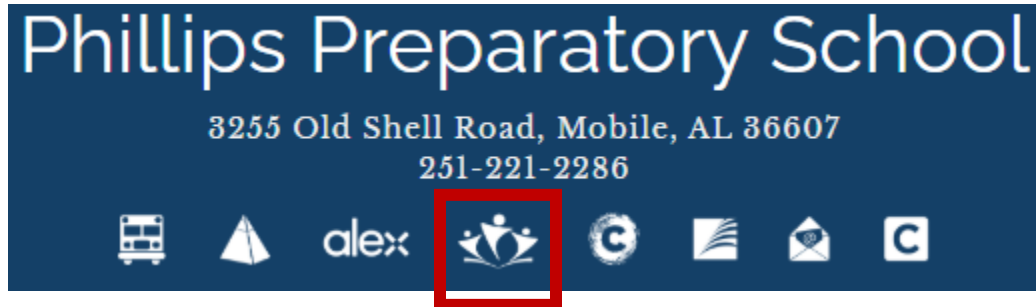 Phillips Preparatory School
3255 Old Shell Road, Mobile, AL 36607
251-221-2286
alex C @ C